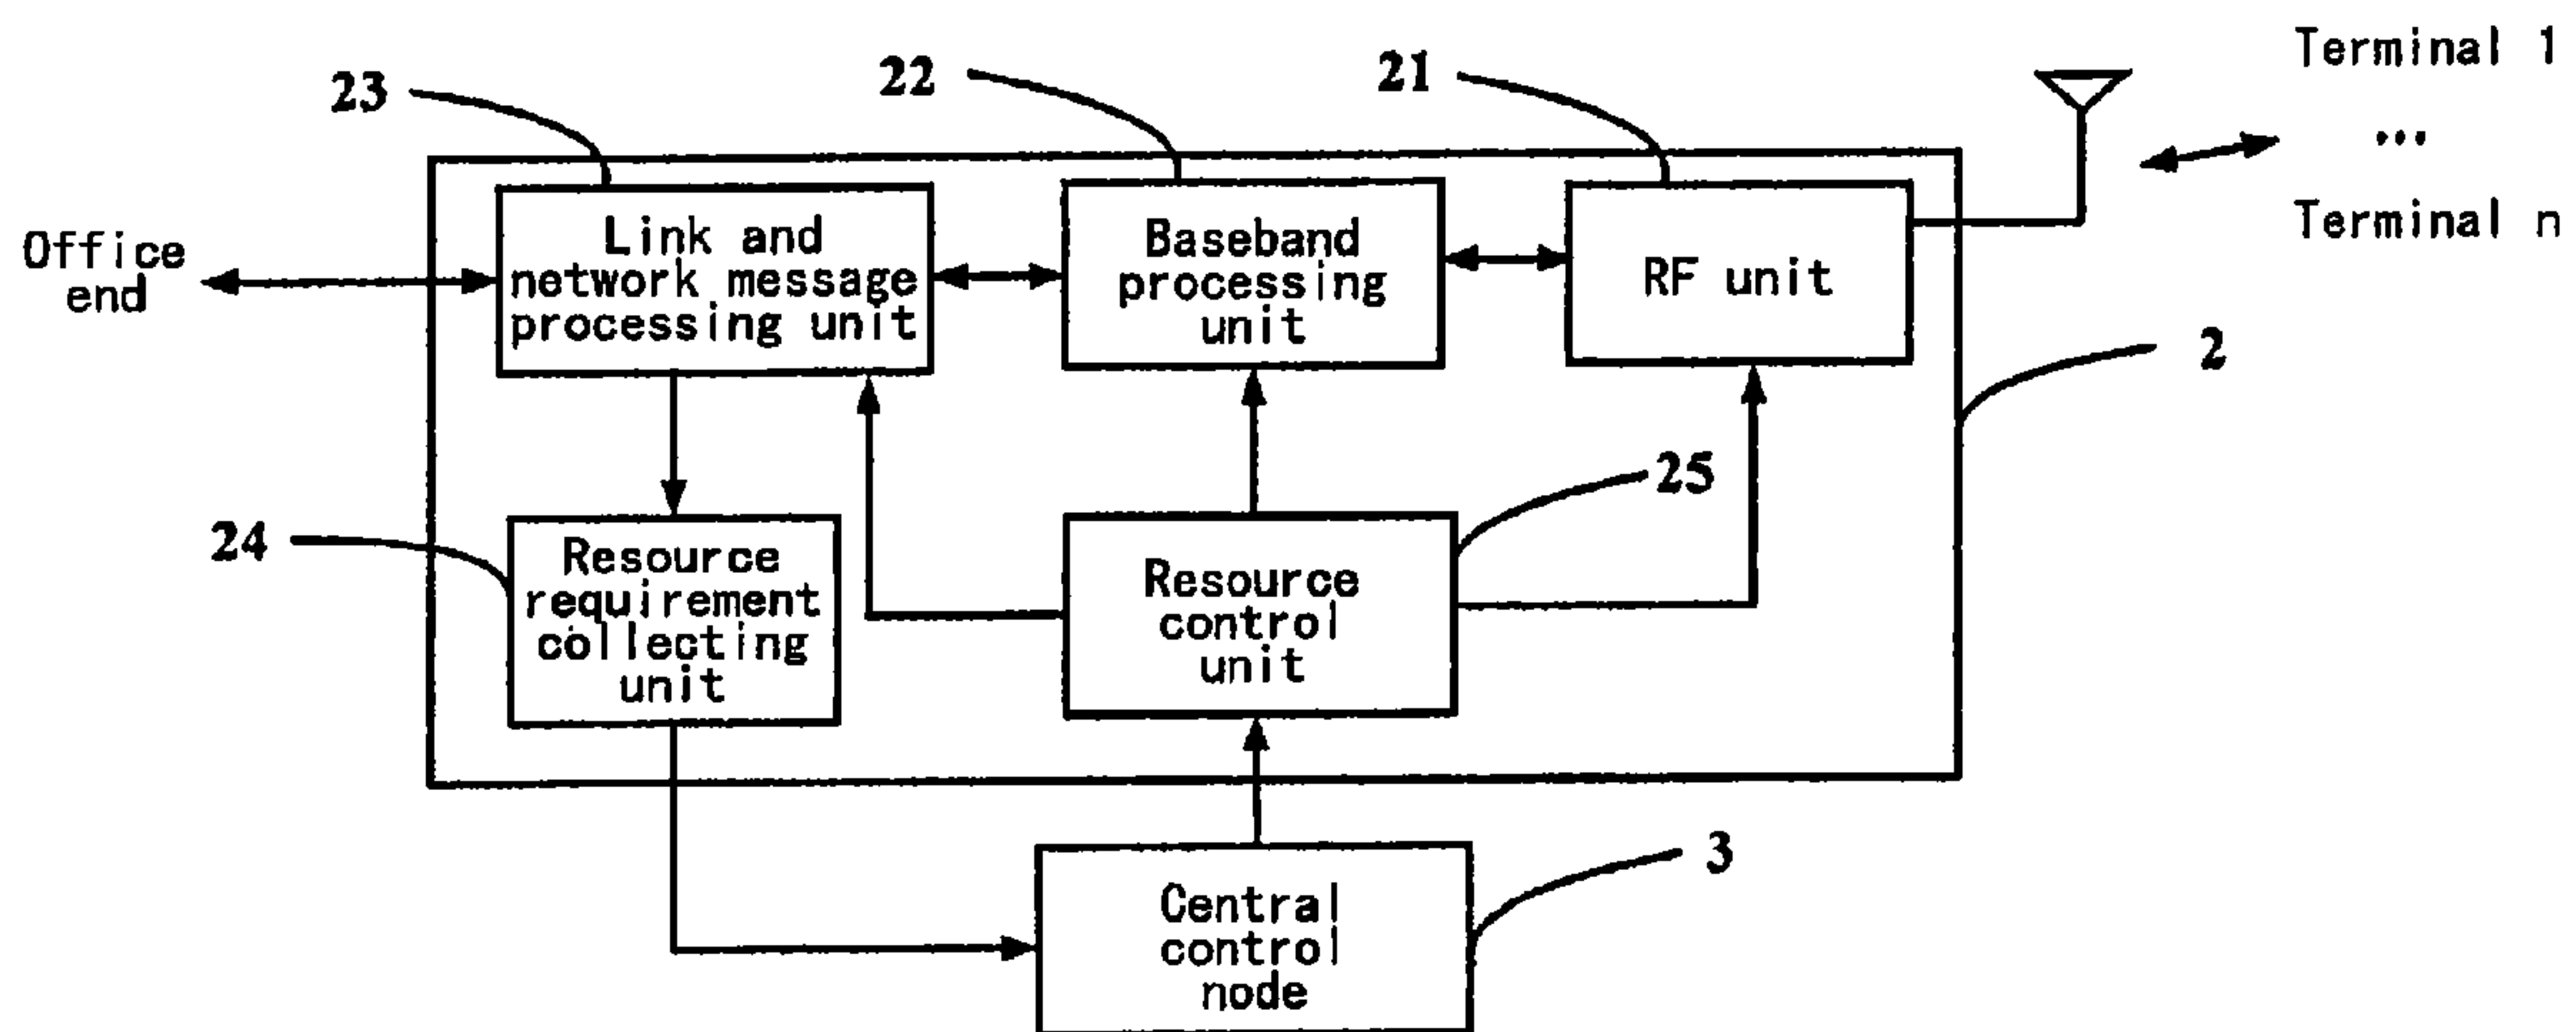 Terminal 1
...
Terminal n
23
22
21
Office
end
Link and
network message
processing unit
Baseband
processing
unit
RF unit
2
24
Resource
requirement
collecting
unit
Resource
control
unit
25
Central
control
node
3